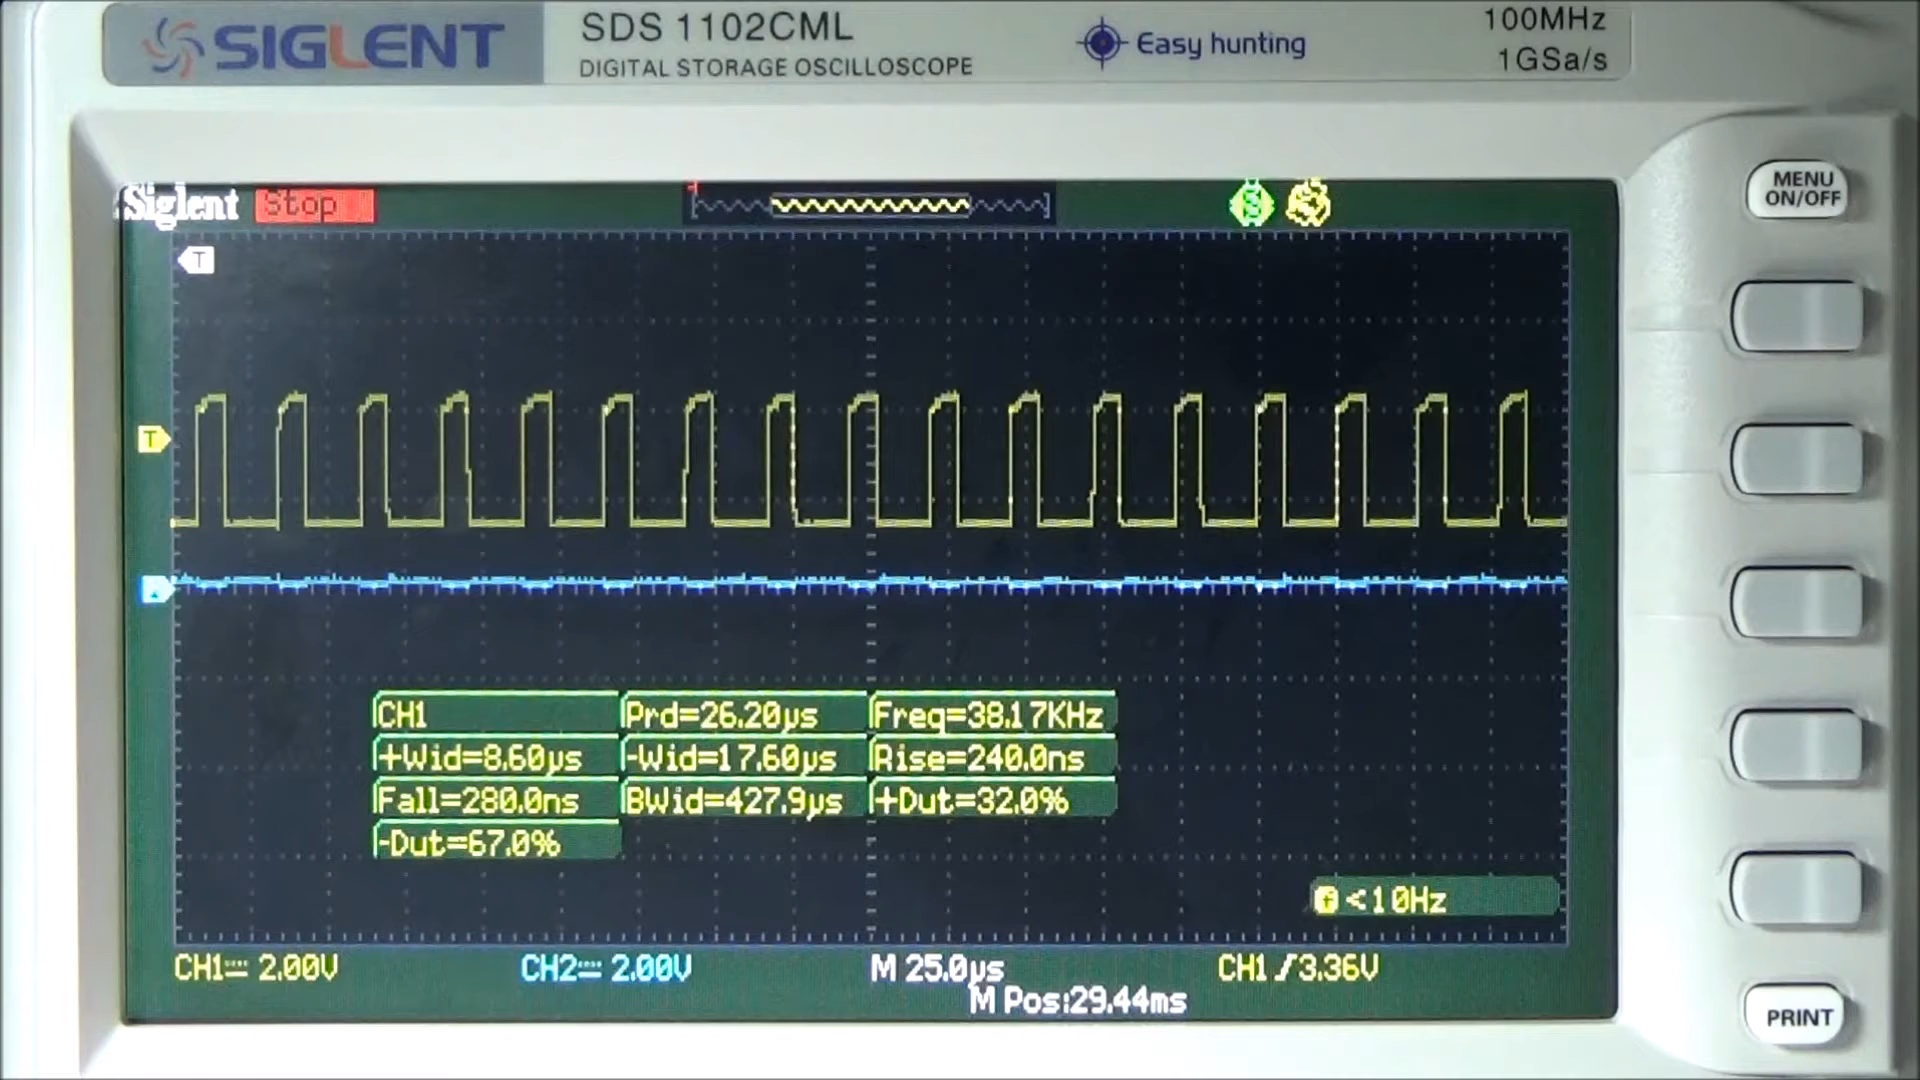 SIGLENT
SDS 1102CML
DIGITAL STORAGE OSCILLOSCOPE
Easy hunting
100MHz
1GSa/s
MENU
ON/OFF
Siglent
Stop
S
T
T
CH1
Prd=26.20µs
Freq=38.17KHz
+Wid=8.60µs
-Wid=17.60µs
Rise=240.0ns
Fall=280.0ns
BWid=427.9µs
+Dut=32.0%
-Dut=67.0%
f <10Hz
CH1 2.00V
CH2 2.00V
M 25.0µs
CH1 3.36V
M Pos:29.44ms
PRINT